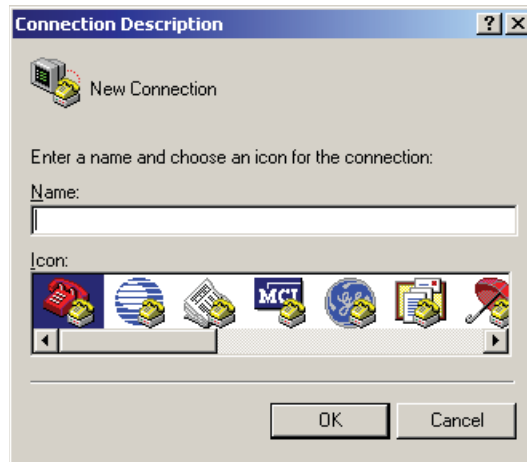 Connection Description
New Connection
Enter a name and choose an icon for the connection:
Name:
Icon:
MCI
OK
Cancel